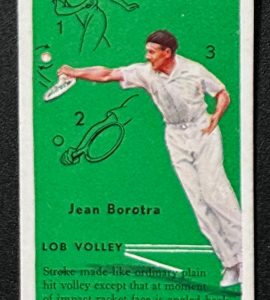 1
3
2
Jean Borotra
LOB VOLLEY
Stroke made like ordinary plain
hit volley except that at moment
of impact racket face is